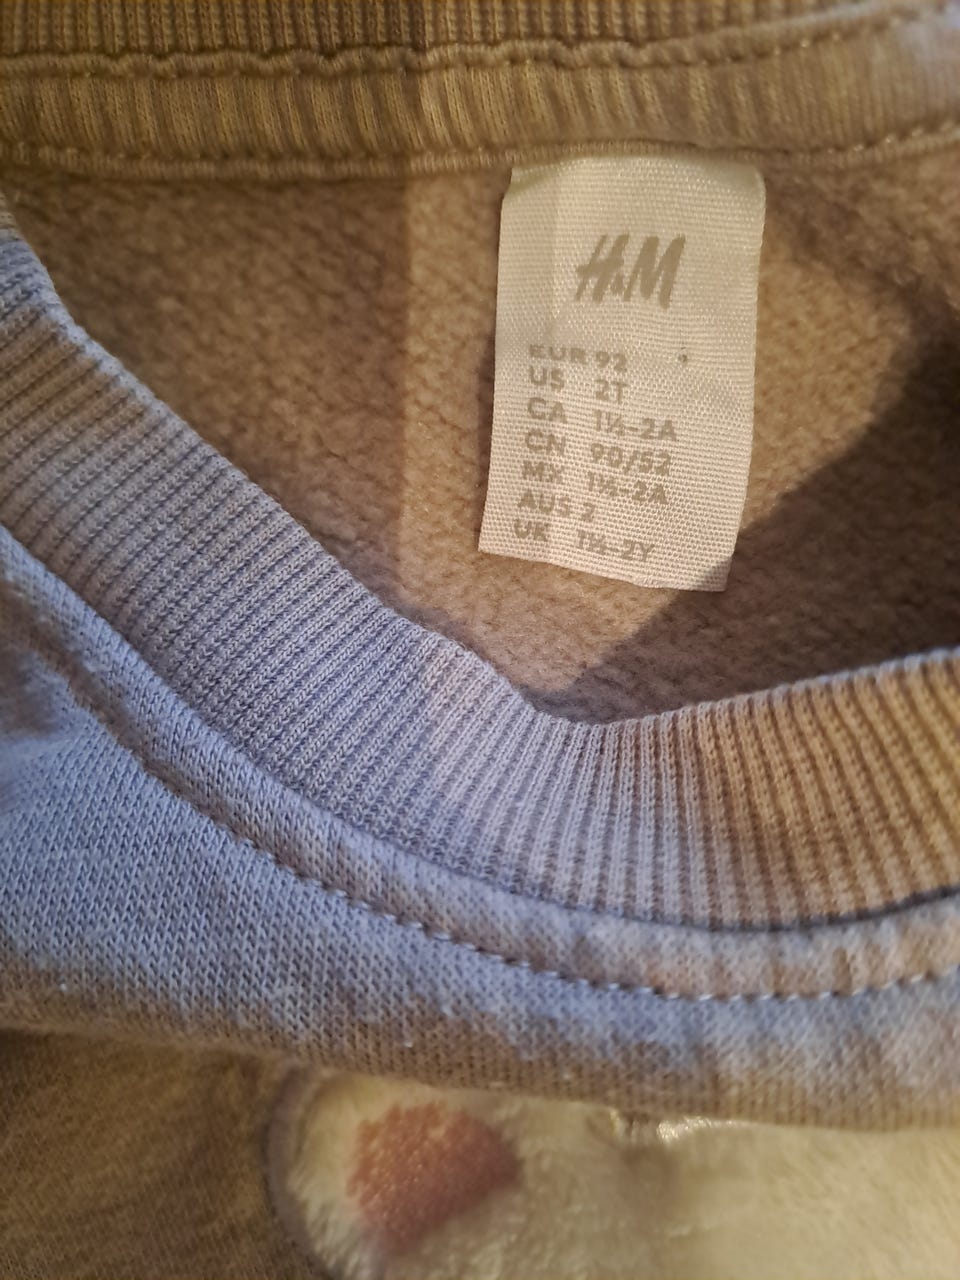 H&M
EUR 92
US 2T
CA 1½-2A
CN 90/52
MX 1½-2A
AUS 2
UK 1½-2Y